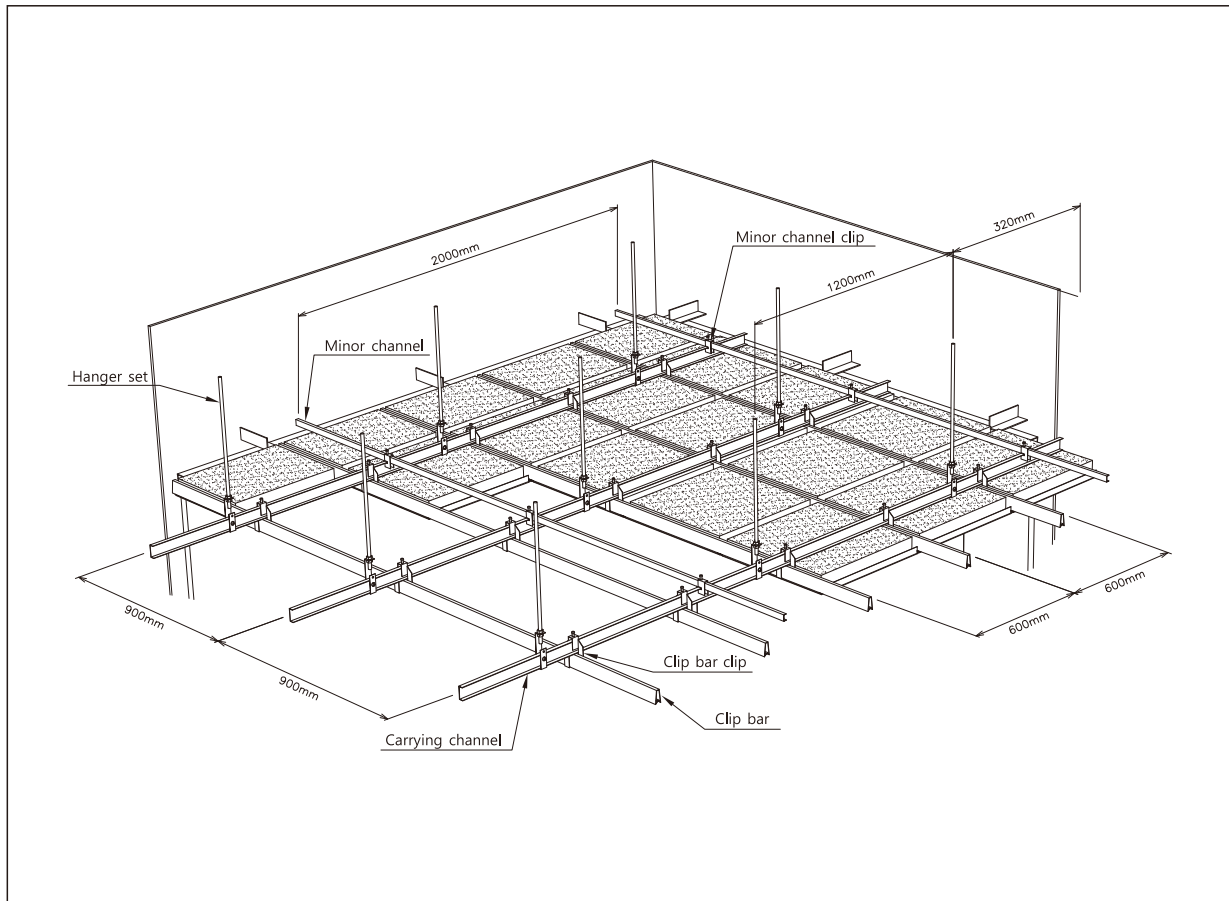 320mm
Minor channel clip
2000mm
1200mm
Minor channel
Hanger set
600mm
900mm
600mm
Clip bar clip
900mm
Clip bar
Carrying channel